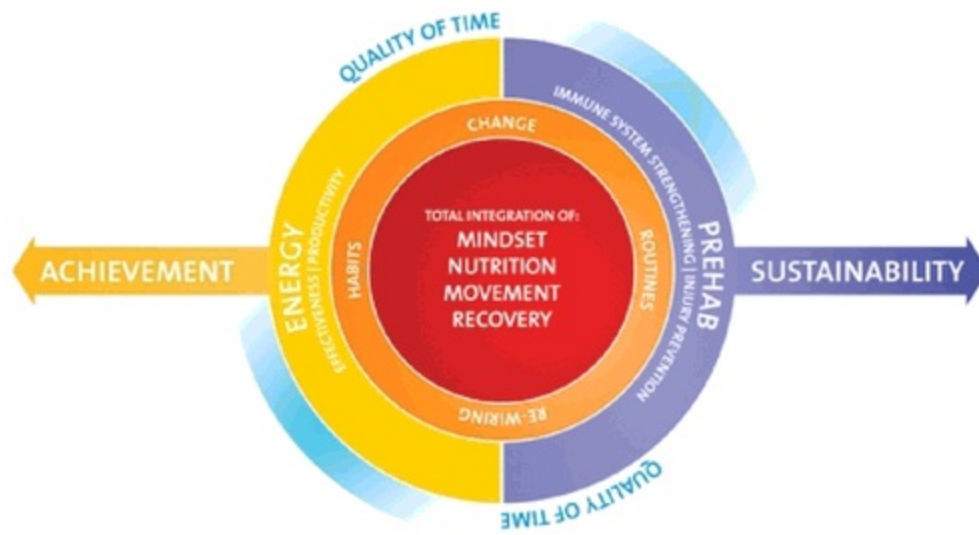 QUALITY OF TIME
IMMUNE SYSTEM STRENGTHENING | INJURY PREVENTION
PREHAB
CHANGE
ROUTINES
RE-WIRING
HABITS
ENERGY
EFFECTIVENESS | PRODUCTIVITY
TOTAL INTEGRATION OF:
MINDSET
NUTRITION
MOVEMENT
RECOVERY
ACHIEVEMENT
SUSTAINABILITY
QUALITY OF TIME